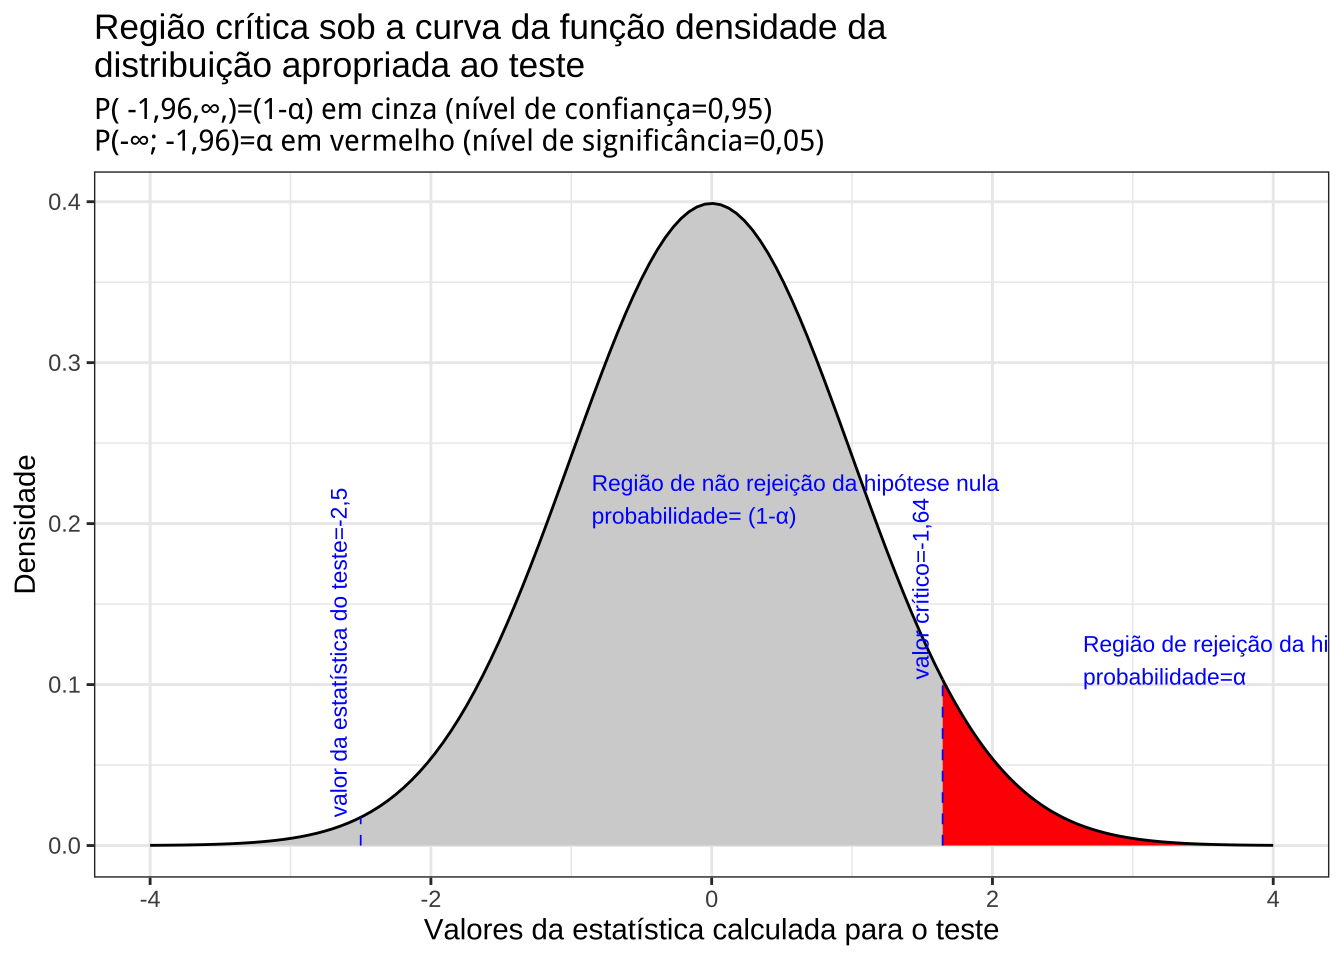 Região crítica sob a curva da função densidade da
distribuição apropriada ao teste
P( -1,96,∞,)=(1-α) em cinza (nível de confiança=0,95)
P(-∞; -1,96)=α em vermelho (nível de significância=0,05)
0.4
0.3
0.2
0.1
0.0
Densidade
valor da estatística do teste=-2,5
Região de não rejeição da hipótese nula
probabilidade= (1-α)
valor crítico=-1,64
Região de rejeição da hi
probabilidade=α
-4
-2
0
2
4
Valores da estatística calculada para o teste